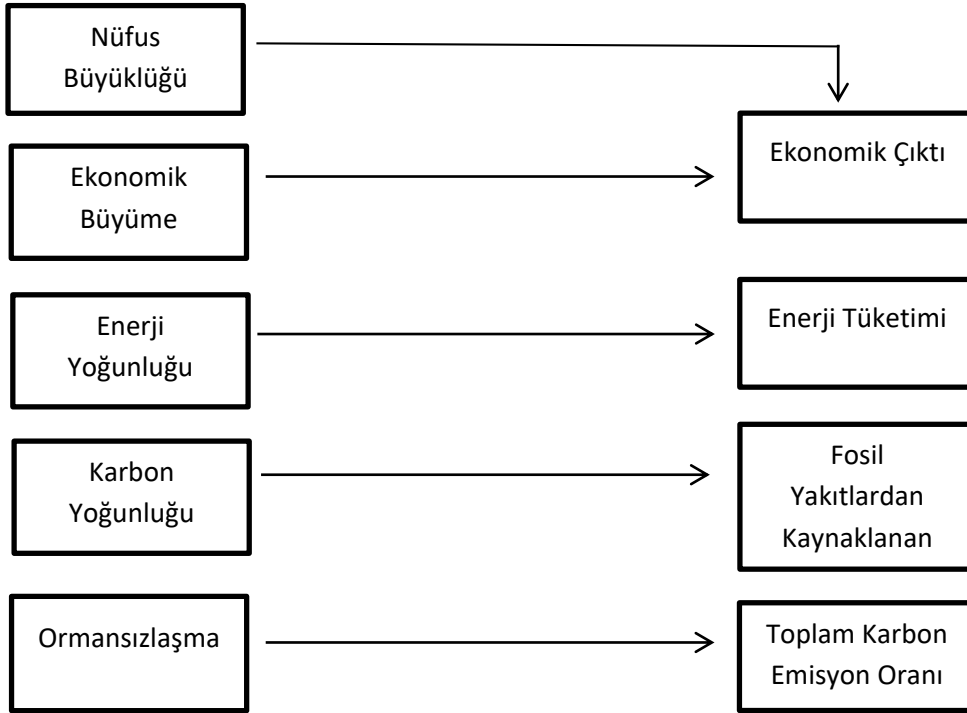 Nüfus
Büyüklüğü
Ekonomik Çıktı
Ekonomik
Büyüme
Enerji
Yoğunluğu
Enerji Tüketimi
Karbon
Yoğunluğu
Fosil
Yakıtlardan
Kaynaklanan
Ormansızlaşma
Toplam Karbon
Emisyon Oranı